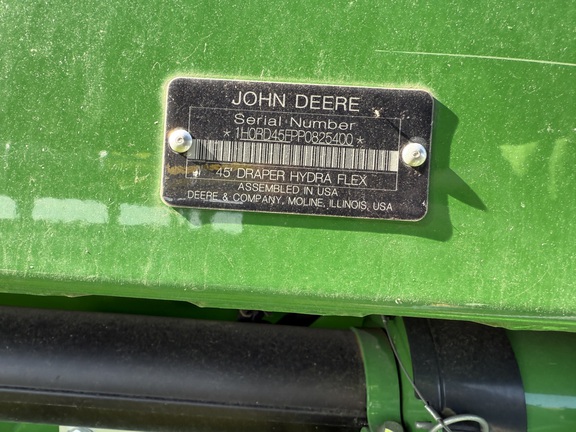 JOHN DEERE
Serial Number
*1H0RD45FPP0825400*
45' DRAPER HYDRA FLEX
ASSEMBLED IN USA
DEERE & COMPANY, MOLINE, ILLINOIS, USA